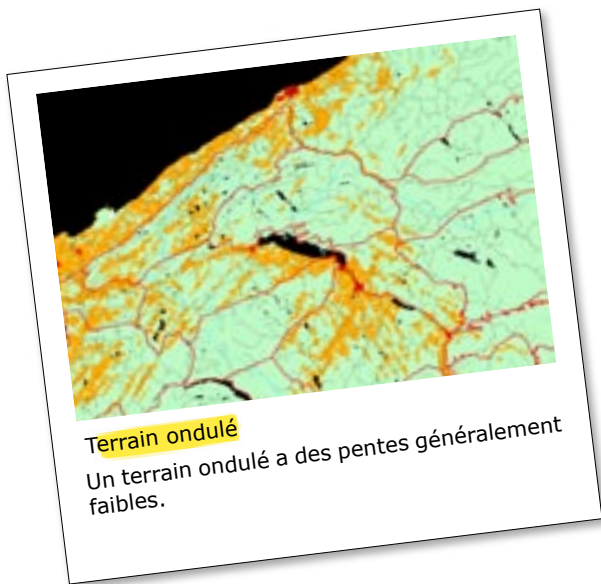 Terrain ondulé
Un terrain ondulé a des pentes généralement
faibles.